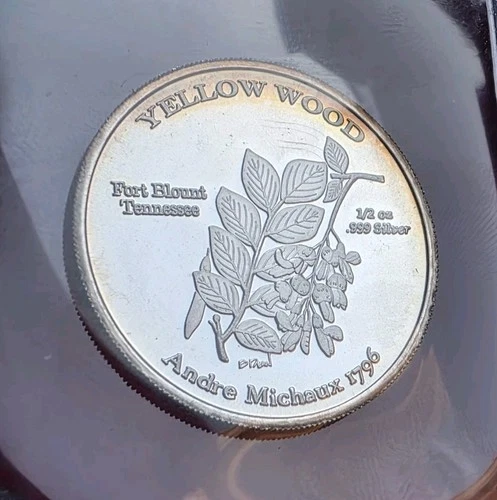 YELLOW WOOD
Fort Blount
Tennessee
1/2 oz
.999 Silver
Andre Michaux 1796